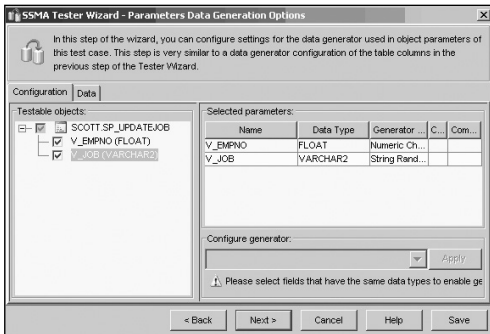 SSMA Tester Wizard - Parameters Data Generation Options
In this step of the wizard, you can configure settings for the data generator used in object parameters of
this test case. This step is very similar to a data generator configuration of the table columns in the
previous step of the Tester Wizard.
Configuration Data
Testable objects:
SCOTT.SP_UPDATEJOB
V_EMPNO (FLOAT)
V_JOB (VARCHAR2)
Selected parameters:
Name Data Type Generator ... C... Com...
V_EMPNO FLOAT Numeric Ch...
V_JOB VARCHAR2 String Rand...
Configure generator:
Apply
Please select fields that have the same data types to enable ge
< Back Next > Cancel Help Save